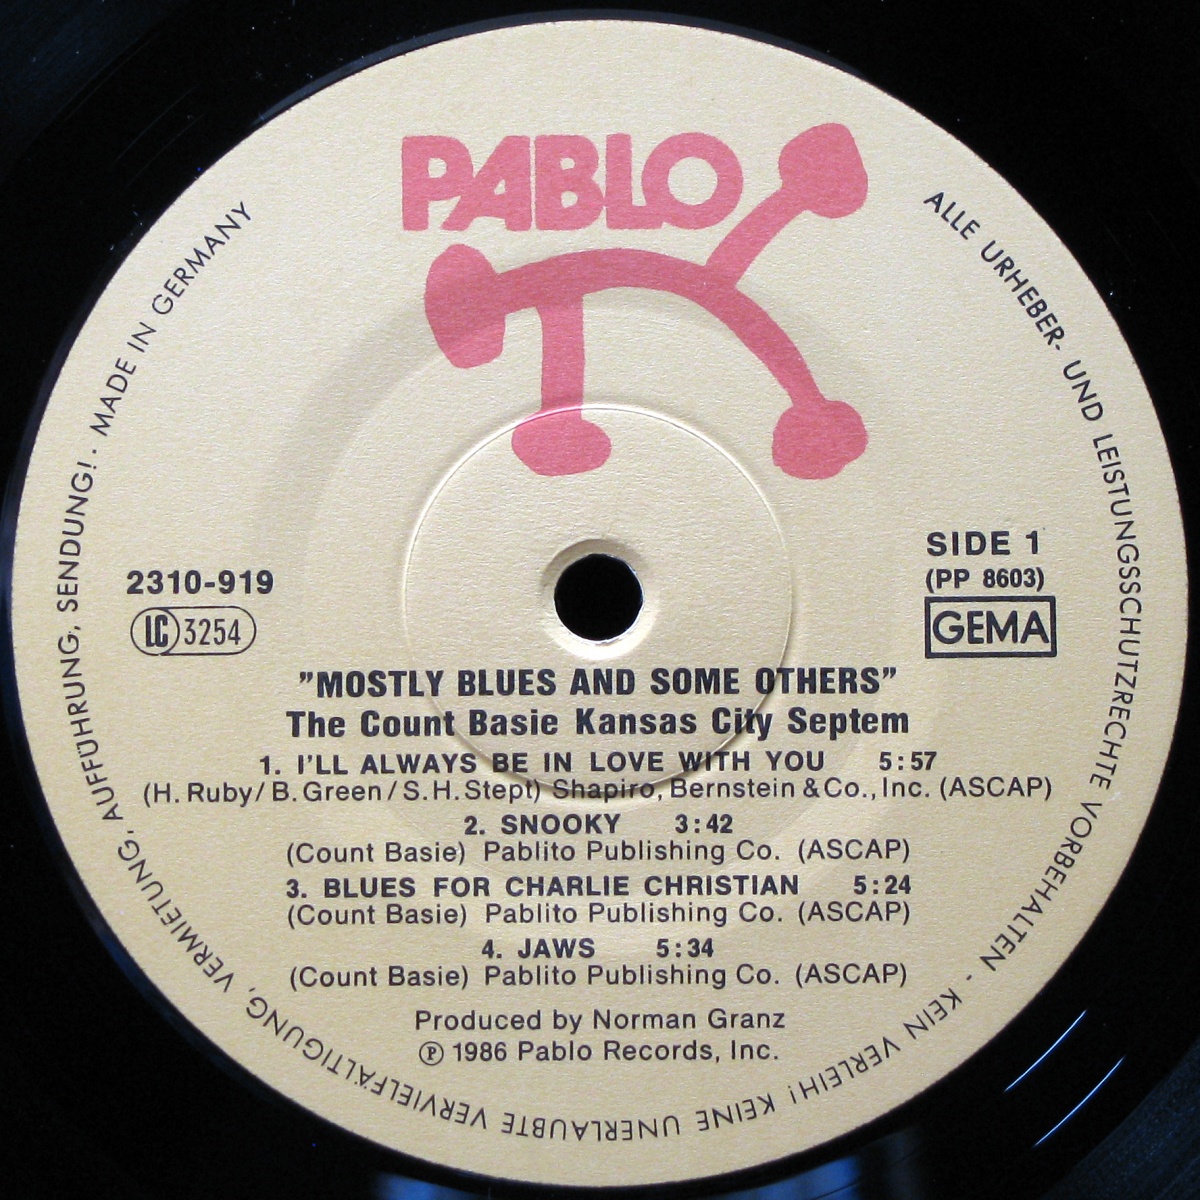 PABLO
SIDE 1
2310-919
(PP 8603)
LC 3254
GEMA
"MOSTLY BLUES AND SOME OTHERS"
The Count Basie Kansas City Septem
1. I'LL ALWAYS BE IN LOVE WITH YOU 5:57
(H. Ruby/B. Green/S.H. Stept) Shapiro, Bernstein & Co., Inc. (ASCAP)
2. SNOOKY 3:42
(Count Basie) Pablito Publishing Co. (ASCAP)
3. BLUES FOR CHARLIE CHRISTIAN 5:24
(Count Basie) Pablito Publishing Co. (ASCAP)
4. JAWS 5:34
(Count Basie) Pablito Publishing Co. (ASCAP)
Produced by Norman Granz
℗ 1986 Pablo Records, Inc.
ALLE URHEBER- UND LEISTUNGSSCHUTZRECHTE VORBEHALTEN - KEIN VERLEIH! KEINE UNERLAUBTE VERVIELFÄLTIGUNG, VERMIETUNG, AUFFÜHRUNG, SENDUNG! · MADE IN GERMANY